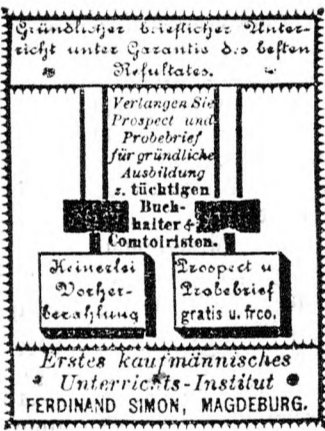 Gründlicher brieflicher Unter-
richt unter Garantie des besten
Resultates.
Verlangen Sie
Prospect und
Probebrief
für gründliche
Ausbildung
z. tüchtigen
Buch-
halter &
Comtoiristen.
Keinerlei
Vorher-
bezahlung
Prospect u
Probebrief
gratis u. frco.
Erstes kaufmännisches
Unterrichts-Institut
FERDINAND SIMON, MAGDEBURG.